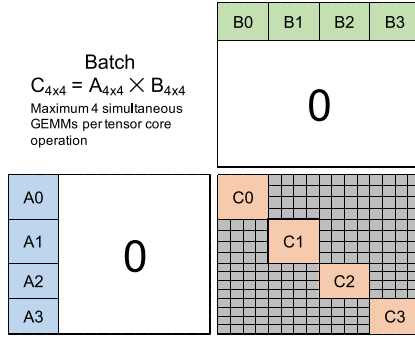 B0 B1 B2 B3
Batch
C4x4 = A4x4 × B4x4
Maximum 4 simultaneous
GEMMs per tensor core
operation
0
A0
A1
A2
A3
0
C0
C1
C2
C3